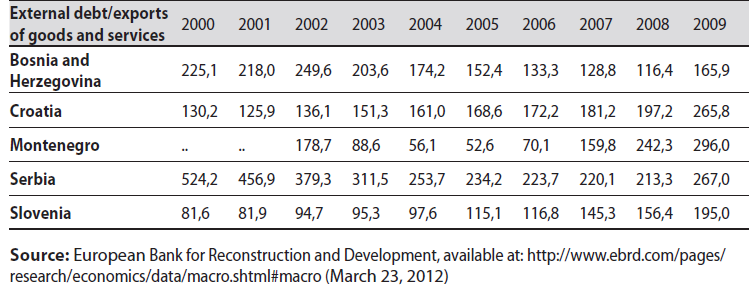 External debt/exports of goods and services 2000 2001 2002 2003 2004 2005 2006 2007 2008 2009
Bosnia and Herzegovina 225,1 218,0 249,6 203,6 174,2 152,4 133,3 128,8 116,4 165,9
Croatia 130,2 125,9 136,1 151,3 161,0 168,6 172,2 181,2 197,2 265,8
Montenegro .. .. 178,7 88,6 56,1 52,6 70,1 159,8 242,3 296,0
Serbia 524,2 456,9 379,3 311,5 253,7 234,2 223,7 220,1 213,3 267,0
Slovenia 81,6 81,9 94,7 95,3 97,6 115,1 116,8 145,3 156,4 195,0
Source: European Bank for Reconstruction and Development, available at: http://www.ebrd.com/pages/
research/economics/data/macro.shtml#macro (March 23, 2012)